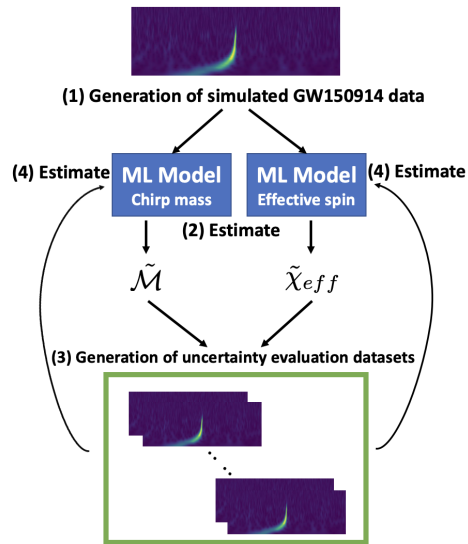 (1) Generation of simulated GW150914 data
(4) Estimate
ML Model
Chirp mass
ML Model
Effective spin
(4) Estimate
(2) Estimate
ℳ̃
χ̃eff
(3) Generation of uncertainty evaluation datasets